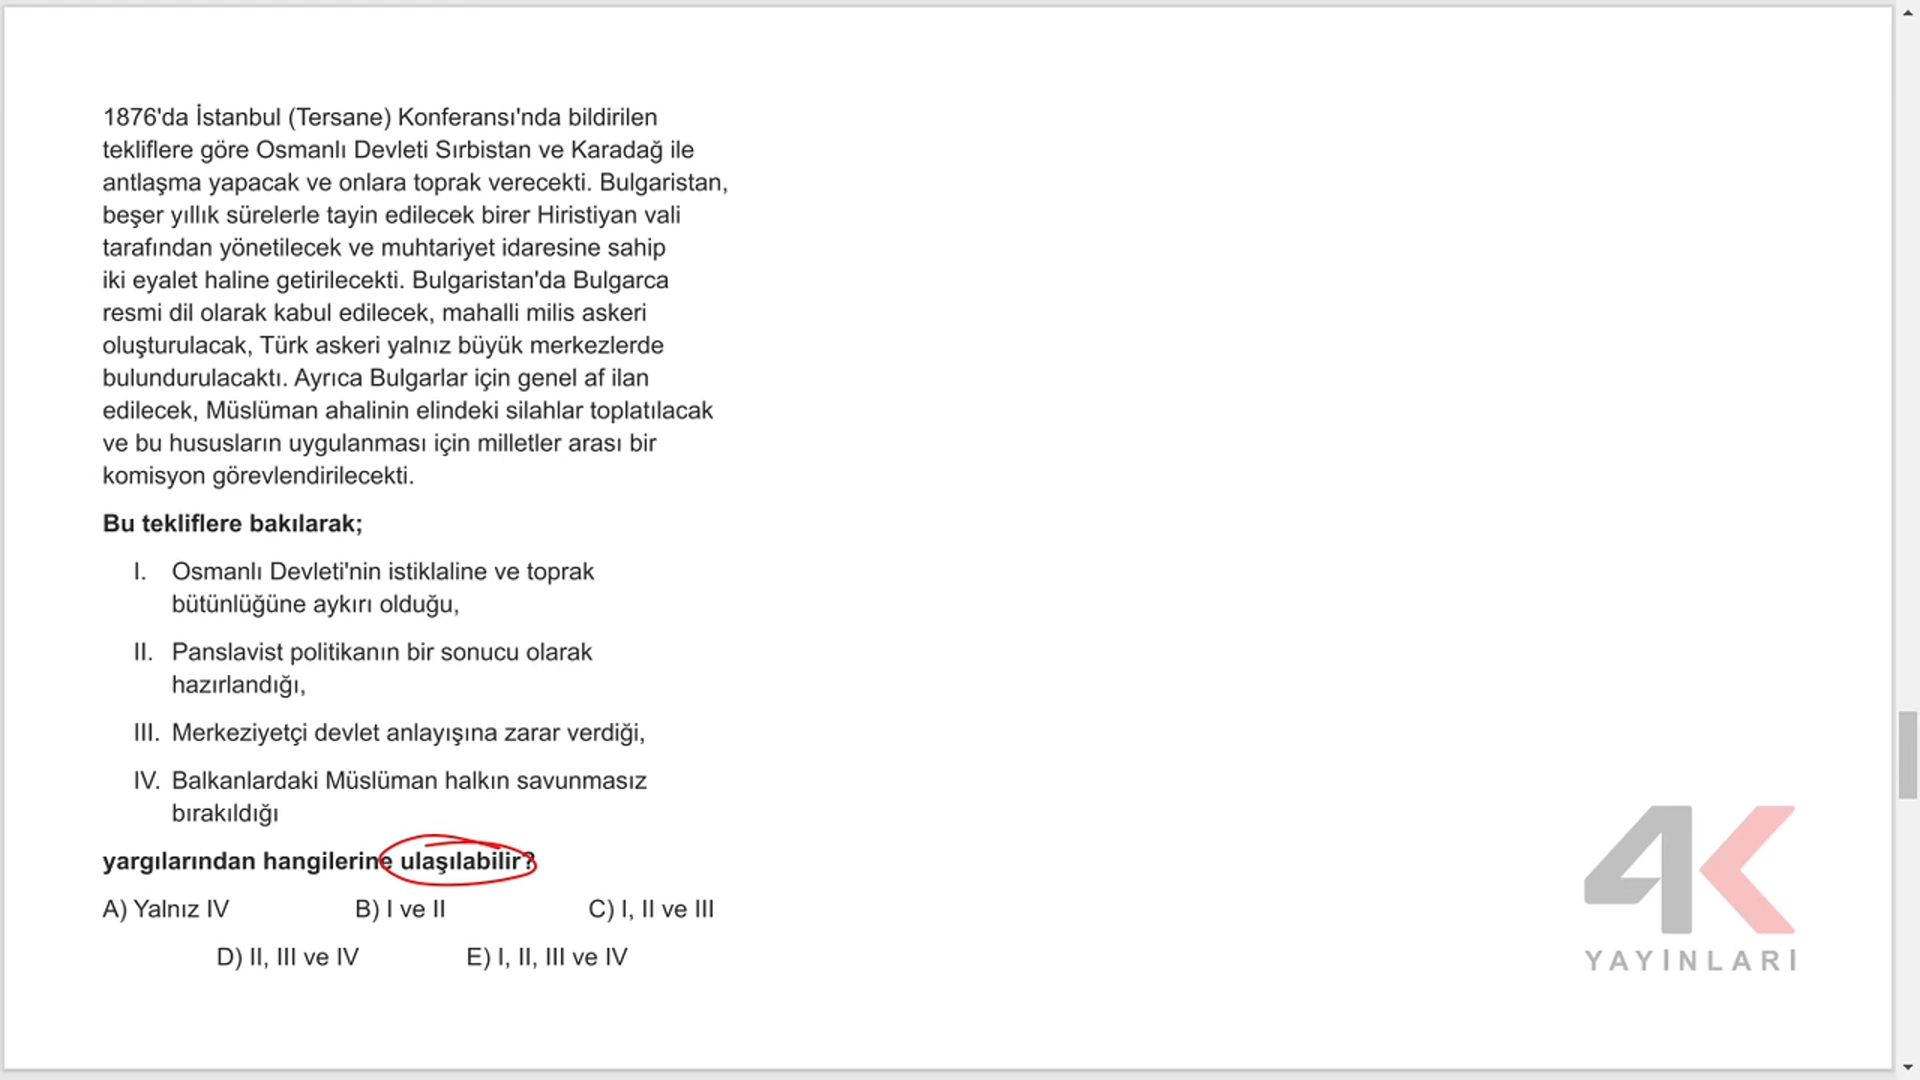 1876'da İstanbul (Tersane) Konferansı'nda bildirilen
tekliflere göre Osmanlı Devleti Sırbistan ve Karadağ ile
antlaşma yapacak ve onlara toprak verecekti. Bulgaristan,
beşer yıllık sürelerle tayin edilecek birer Hiristiyan vali
tarafından yönetilecek ve muhtariyet idaresine sahip
iki eyalet haline getirilecekti. Bulgaristan'da Bulgarca
resmi dil olarak kabul edilecek, mahalli milis askeri
oluşturulacak, Türk askeri yalnız büyük merkezlerde
bulundurulacaktı. Ayrıca Bulgarlar için genel af ilan
edilecek, Müslüman ahalinin elindeki silahlar toplatılacak
ve bu hususların uygulanması için milletler arası bir
komisyon görevlendirilecekti.
Bu tekliflere bakılarak;
I. Osmanlı Devleti'nin istiklaline ve toprak
bütünlüğüne aykırı olduğu,
II. Panslavist politikanın bir sonucu olarak
hazırlandığı,
III. Merkeziyetçi devlet anlayışına zarar verdiği,
IV. Balkanlardaki Müslüman halkın savunmasız
bırakıldığı
yargılarından hangilerine ulaşılabilir?
A) Yalnız IV B) I ve II C) I, II ve III
D) II, III ve IV E) I, II, III ve IV
4K
YAYINLARI